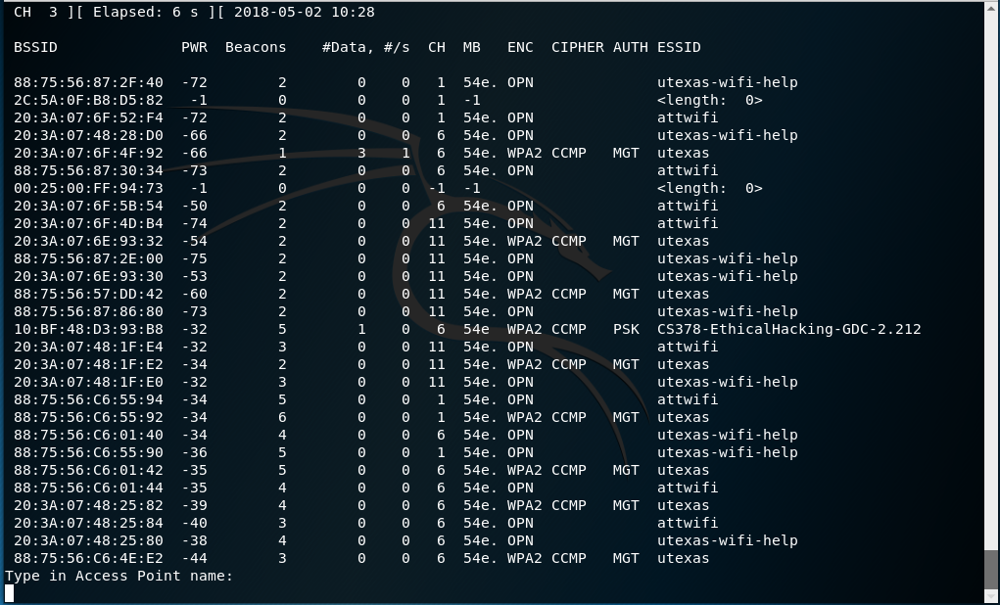 CH  3 ][ Elapsed: 6 s ][ 2018-05-02 10:28
BSSID              PWR  Beacons    #Data, #/s  CH  MB   ENC  CIPHER AUTH ESSID
88:75:56:87:2F:40  -72        2        0    0   1  54e. OPN              utexas-wifi-help
2C:5A:0F:B8:D5:82   -1        0        0    0   1  -1                    <length:  0>
20:3A:07:6F:52:F4  -72        2        0    0   1  54e. OPN              attwifi
20:3A:07:48:28:D0  -66        2        0    0   6  54e. OPN              utexas-wifi-help
20:3A:07:6F:4F:92  -66        1        3    1   6  54e. WPA2 CCMP   MGT  utexas
88:75:56:87:30:34  -73        2        0    0   6  54e. OPN              attwifi
00:25:00:FF:94:73   -1        0        0    0  -1  -1                    <length:  0>
20:3A:07:6F:5B:54  -50        2        0    0   6  54e. OPN              attwifi
20:3A:07:6F:4D:B4  -74        2        0    0  11  54e. OPN              attwifi
20:3A:07:6E:93:32  -54        2        0    0  11  54e. WPA2 CCMP   MGT  utexas
88:75:56:87:2E:00  -75        2        0    0  11  54e. OPN              utexas-wifi-help
20:3A:07:6E:93:30  -53        2        0    0  11  54e. OPN              utexas-wifi-help
88:75:56:57:DD:42  -60        2        0    0  11  54e. WPA2 CCMP   MGT  utexas
88:75:56:87:86:80  -73        2        0    0  11  54e. OPN              utexas-wifi-help
10:BF:48:D3:93:B8  -32        5        1    0   6  54e  WPA2 CCMP   PSK  CS378-EthicalHacking-GDC-2.212
20:3A:07:48:1F:E4  -32        3        0    0  11  54e. OPN              attwifi
20:3A:07:48:1F:E2  -34        2        0    0  11  54e. WPA2 CCMP   MGT  utexas
20:3A:07:48:1F:E0  -32        3        0    0  11  54e. OPN              utexas-wifi-help
88:75:56:C6:55:94  -34        5        0    0   1  54e. OPN              attwifi
88:75:56:C6:55:92  -34        6        0    0   1  54e. WPA2 CCMP   MGT  utexas
88:75:56:C6:01:40  -34        4        0    0   6  54e. OPN              utexas-wifi-help
88:75:56:C6:55:90  -36        5        0    0   1  54e. OPN              utexas-wifi-help
88:75:56:C6:01:42  -35        5        0    0   6  54e. WPA2 CCMP   MGT  utexas
88:75:56:C6:01:44  -35        4        0    0   6  54e. OPN              attwifi
20:3A:07:48:25:82  -39        4        0    0   6  54e. WPA2 CCMP   MGT  utexas
20:3A:07:48:25:84  -40        3        0    0   6  54e. OPN              attwifi
20:3A:07:48:25:80  -38        4        0    0   6  54e. OPN              utexas-wifi-help
88:75:56:C6:4E:E2  -44        3        0    0   6  54e. WPA2 CCMP   MGT  utexas
Type in Access Point name: